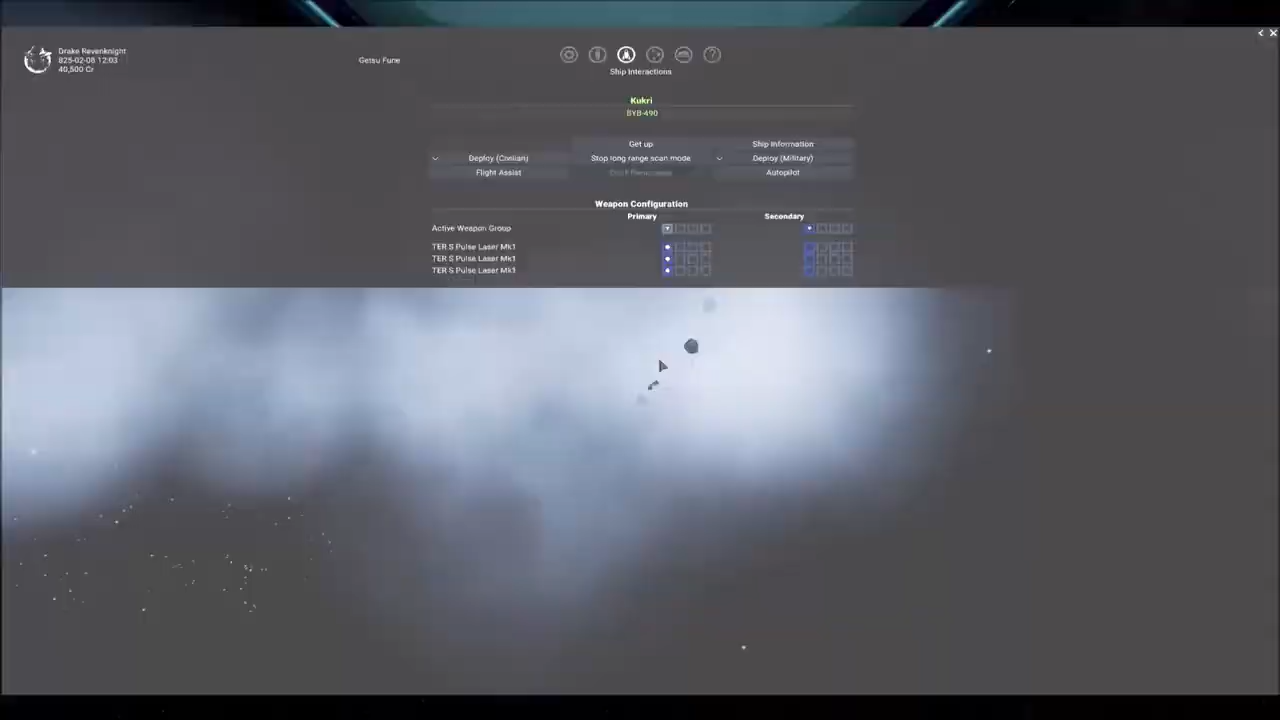 Drake Revenknight
825-02-08 12:03
40,500 Cr
Getsu Fune
?
Ship Interactions
Kukri
BYB-490
Get up
Ship Information
Deploy (Civilian)
Stop long range scan mode
Deploy (Military)
Flight Assist
Autopilot
Weapon Configuration
Primary
Secondary
Active Weapon Group
TER S Pulse Laser Mk1
TER S Pulse Laser Mk1
TER S Pulse Laser Mk1